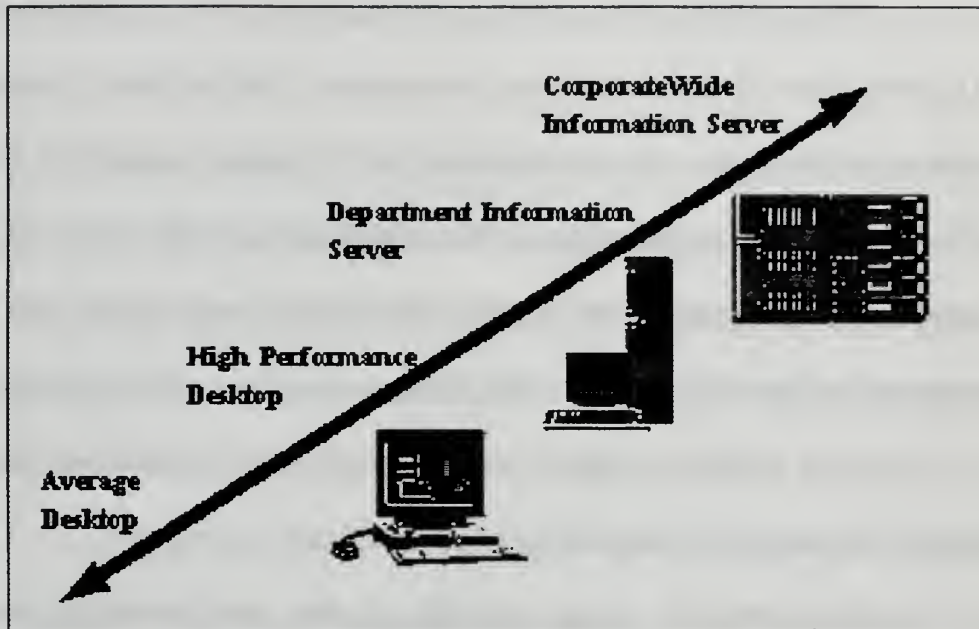 CorporateWide
Information Server
Department Information
Server
High Performance
Desktop
Average
Desktop